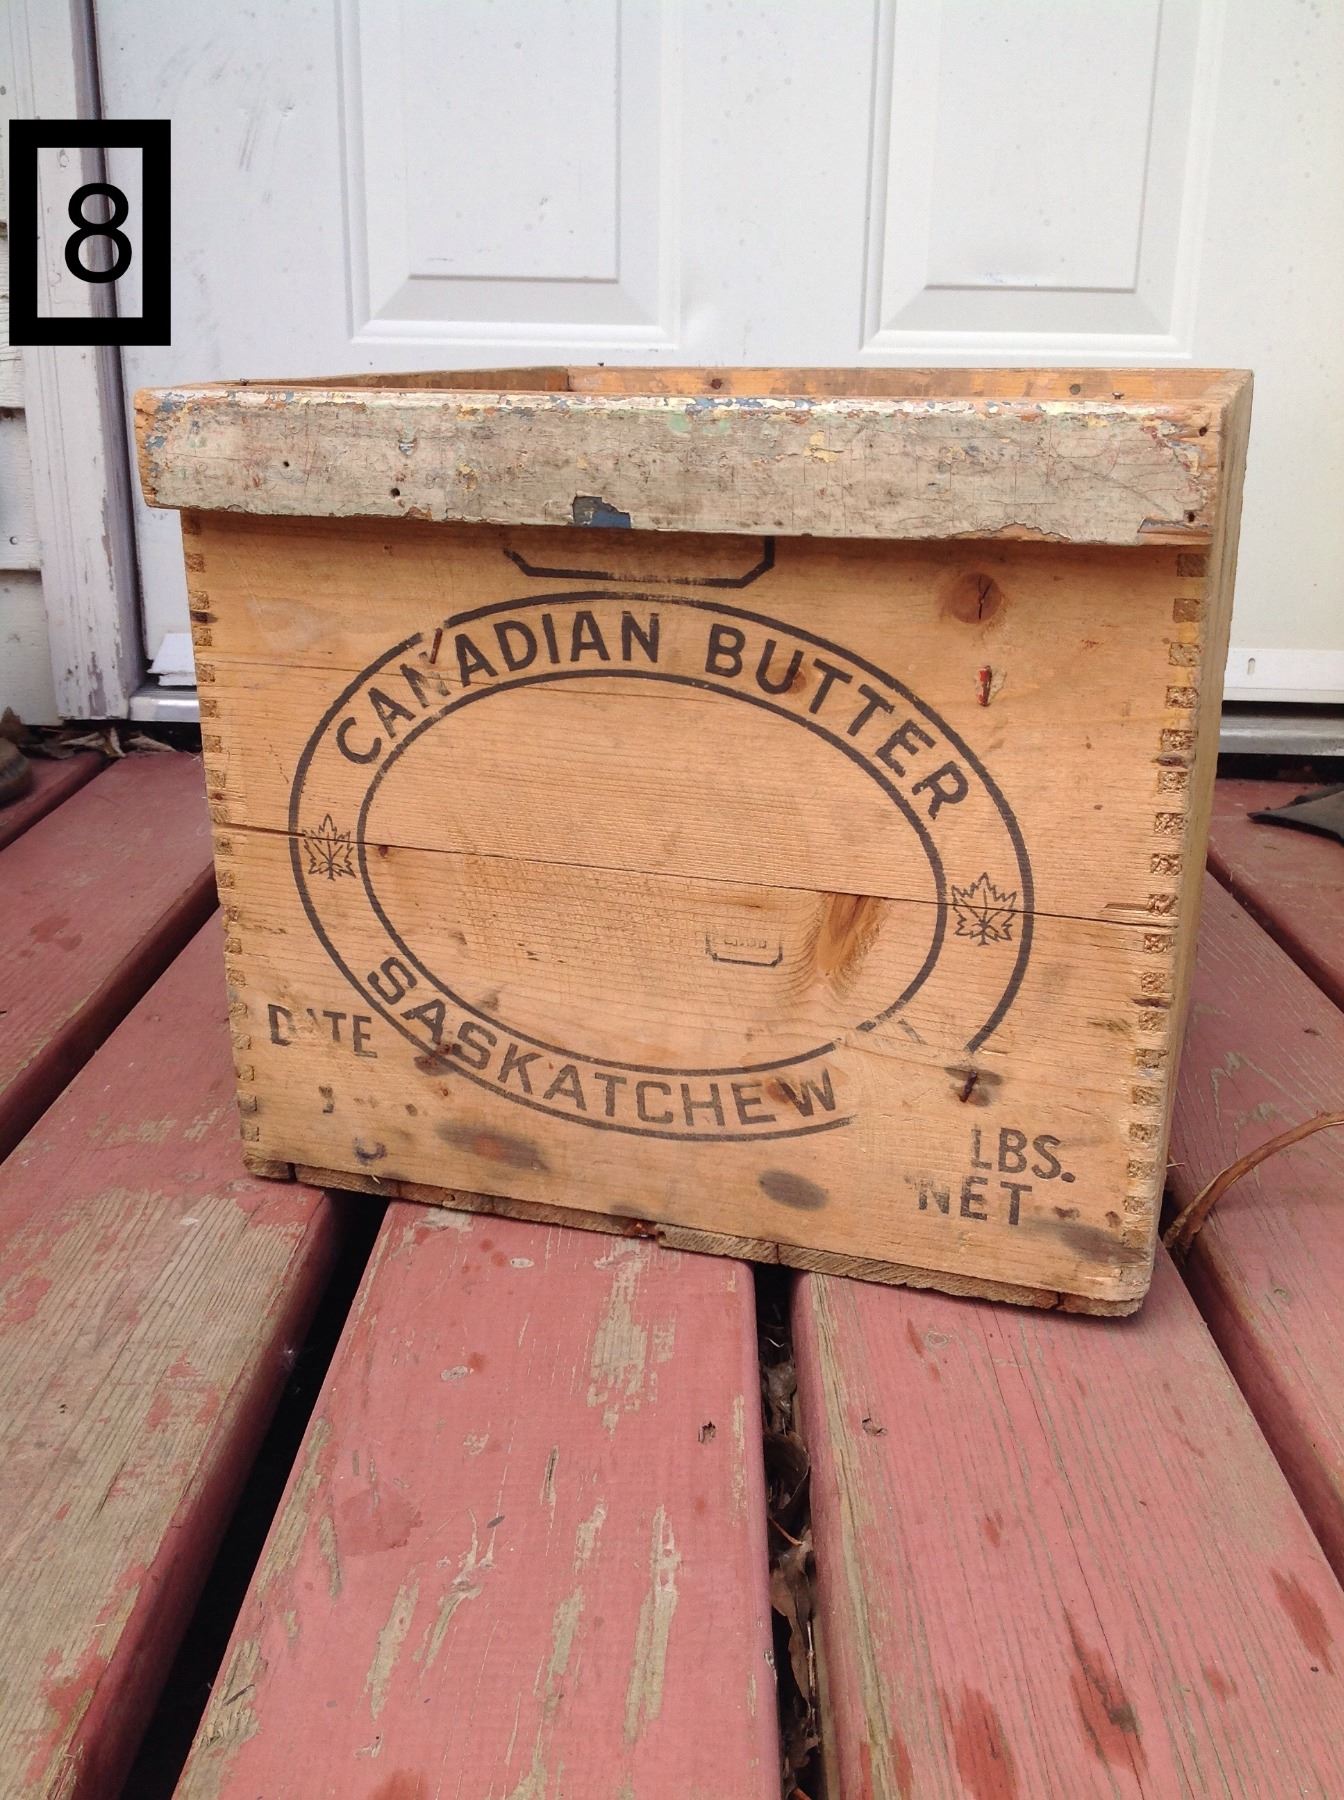 8
CANADIAN BUTTER
SASKATCHEW
D TE
LBS.
NET